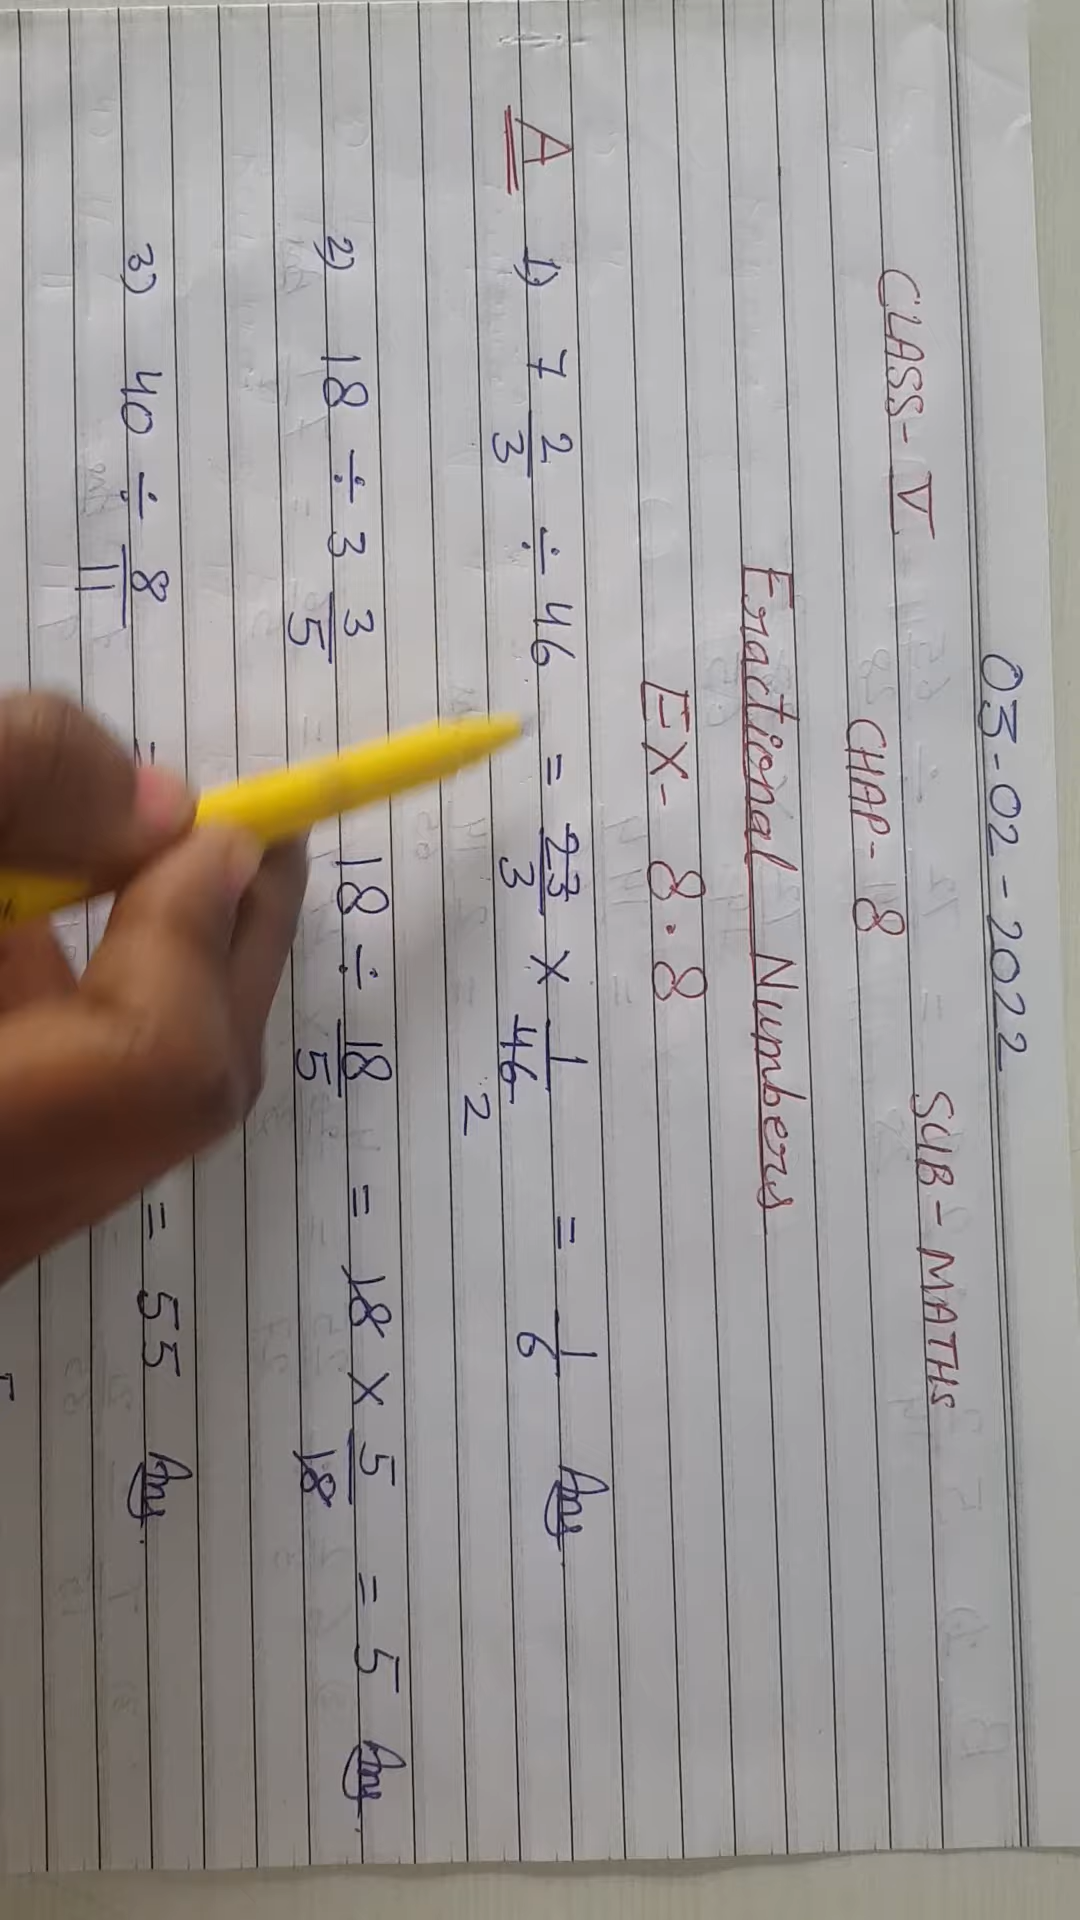 03-02-2022
CLASS-V CHAP-8 SUB-MATHS
Fractional Numbers
EX- 8.8
A 1) 7 2/3 ÷ 46 = 23/3 × 1/46 = 1/6 Ans.
2
2) 18 ÷ 3 3/5 = 18 ÷ 18/5 = 18 × 5/18 = 5 Ans.
3) 40 ÷ 8/11 = = 55 Ans.